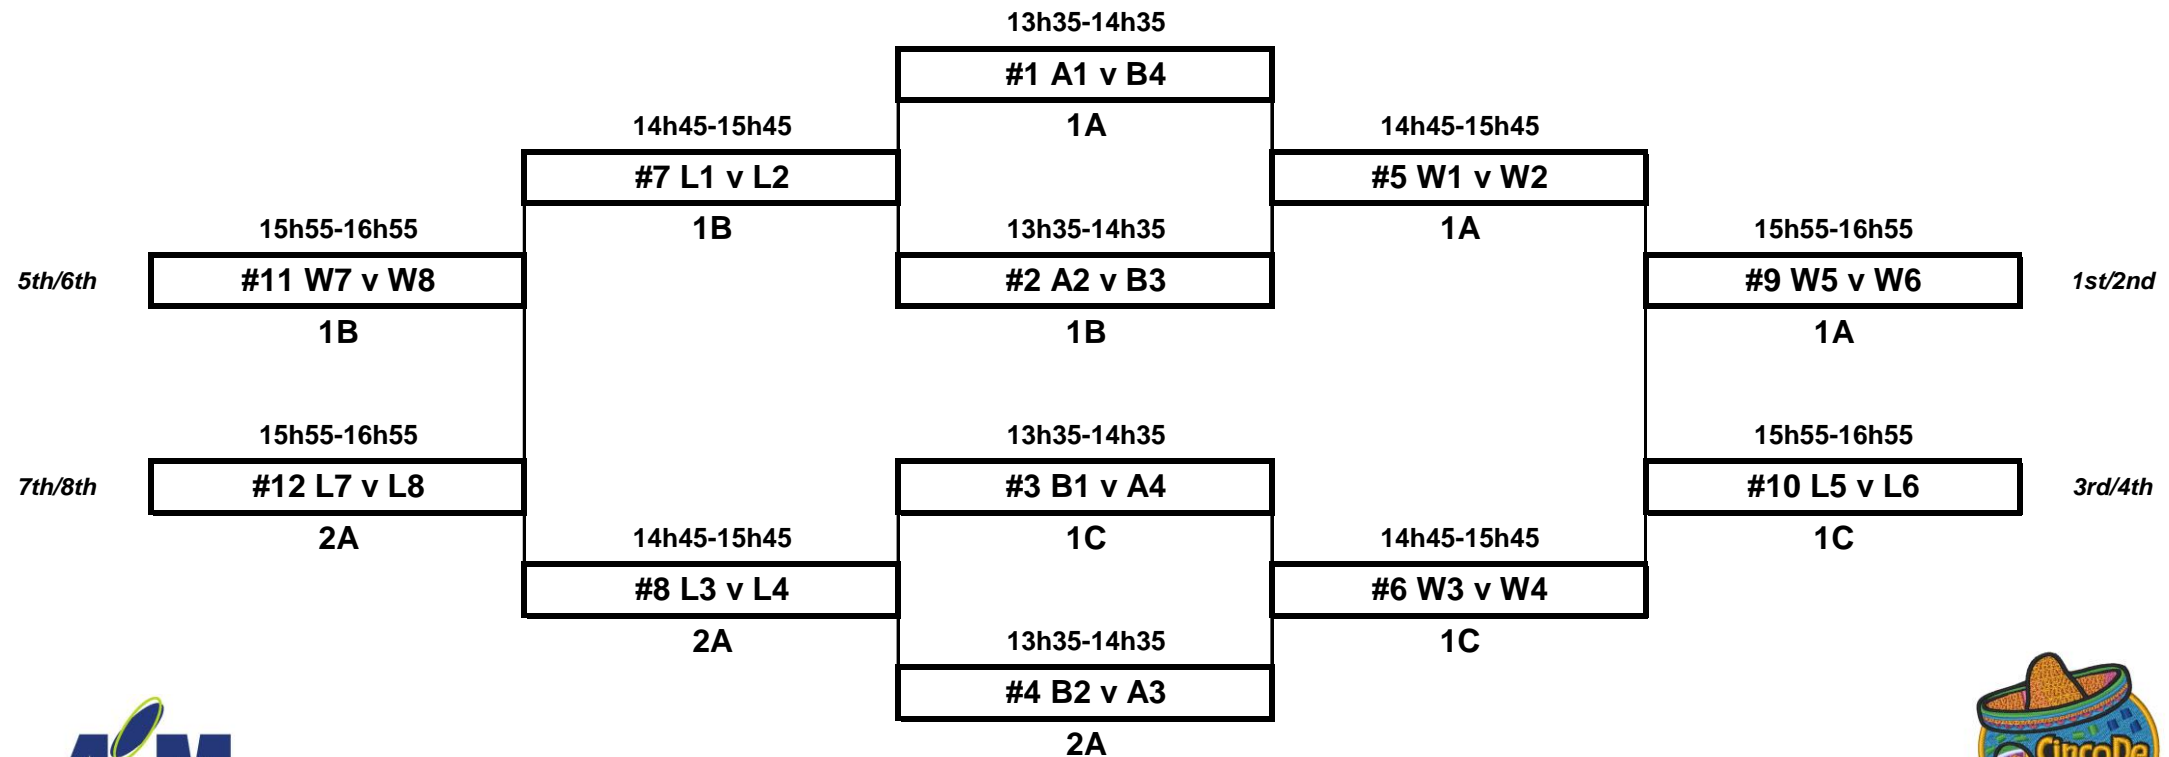 13h35-14h35
#1 A1 v B4
14h45-15h45
1A
14h45-15h45
#7 L1 v L2
#5 W1 v W2
15h55-16h55
1B
13h35-14h35
1A
15h55-16h55
5th/6th
#11 W7 v W8
#2 A2 v B3
#9 W5 v W6
1st/2nd
1B
1B
1A
15h55-16h55
13h35-14h35
15h55-16h55
7th/8th
#12 L7 v L8
#3 B1 v A4
#10 L5 v L6
3rd/4th
2A
14h45-15h45
1C
14h45-15h45
1C
#8 L3 v L4
#6 W3 v W4
2A
13h35-14h35
1C
#4 B2 v A3
2A
CincoDe